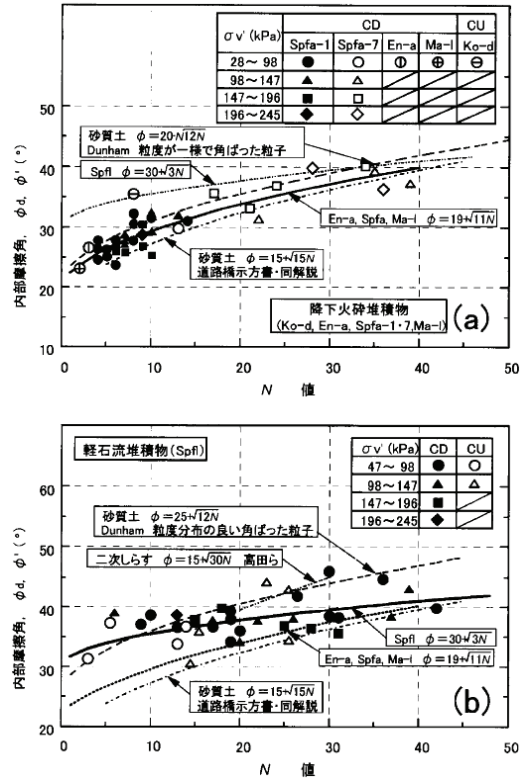 σv' (kPa) CD CU
Spfa-1 Spfa-7 En-a Ma-l Ko-d
28～ 98
98～147
147～196
196～245
砂質土 φ=20+√12N
Dunham 粒度が一様で角ばった粒子
Spfl φ=30+√3N
En-a, Spfa, Ma-l φ=19+√11N
砂質土 φ=15+√15N
道路橋示方書・同解説
降下火砕堆積物
(Ko-d, En-a, Spfa-1・7,Ma-l)
(a)
内部摩擦角, φd, φ' (°)
50
40
30
20
10
0 10 20 30 40 50
N 値
軽石流堆積物(Spfl)
σv' (kPa) CD CU
47～ 98
98～147
147～196
196～245
砂質土 φ=25+√12N
Dunham 粒度分布の良い角ばった粒子
二次しらす φ=15+√30N 高田ら
Spfl φ=30+√3N
En-a, Spfa, Ma-l φ=19+√11N
砂質土 φ=15+√15N
道路橋示方書・同解説
(b)
内部摩擦角, φd, φ' (°)
70
60
50
40
30
20
0 10 20 30 40 50
N 値